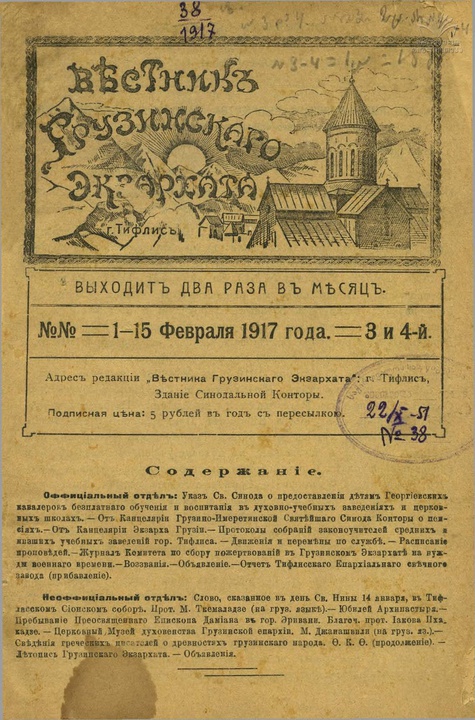 38
1917
ВѢСТНИКЪ
ГРУЗИНСКАГО
ЭКЗАРХАТА
г. Тифлисъ
ВЫХОДИТЪ ДВА РАЗА ВЪ МѢСЯЦЪ.
№№ 1–15 Февраля 1917 года. 3 и 4-й.
Адресъ редакціи „Вѣстника Грузинскаго Экзархата": г. Тифлисъ,
Зданіе Синодальной Конторы.
Подписная цѣна: 5 рублей въ годъ съ пересылкою.
22/X-51
№ 38
Содержаніе.
Оффиціальный отдѣлъ: Указъ Св. Синода о предоставленія дѣтамъ Георгіевскихъ
кавалеровъ безплатнаго обученія и воспитанія въ духовно-учебныхъ заведеніяхъ и церков-
ныхъ школахъ.—Отъ Канцеляріи Грузино-Имеретинской Святѣйшаго Синода Конторы о пен-
сіяхъ.—Отъ Канцеляріи Экзарха Грузіи.—Протоколы собраній законоучителей среднихъ и
низшихъ учебныхъ заведеній гор. Тифлиса.—Движенія и перемѣны по службѣ.—Расписаніе
проповѣдей.—Журналъ Комитета по сбору пожертвованій въ Грузинскомъ Экзархатѣ на нуж-
ды военнаго времени.—Воззванія.—Объявленіе.—Отчетъ Тифлисскаго Епархіальнаго свѣчного
завода (прибавленіе).
Неоффиціальный отдѣлъ: Слово, сказанное въ день Св. Нины 14 января, въ Тиф-
лисскомъ Сіонскомъ соборѣ. Прот. М. Ткемаладзе (на груз. языкѣ).—Юбилей Архипастыря.—
Пребываніе Преосвященнаго Епископа Даміана въ гор. Эривани. Благоч. прот. Іакова Пха-
кадзе.—Церковный Музей духовенства Грузинской епархіи. М. Джанашвили (на груз. яз.).—
Свѣдѣнія греческихъ писателей о древностяхъ грузинскаго народа. Ѳ. К. Ѳ. (продолженіе).—
Лѣтопись Грузинскаго Экзархата.—Объявленія.